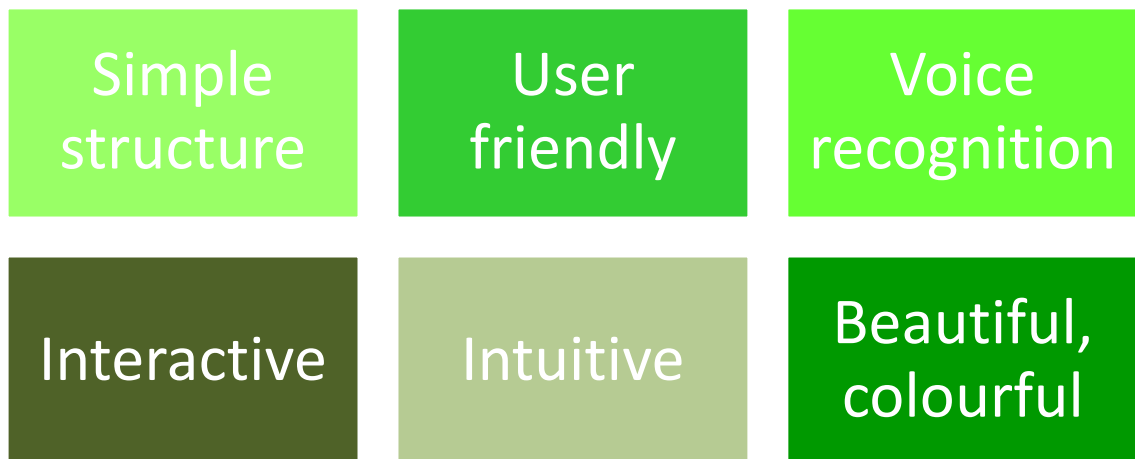 Simple
structure
User
friendly
Voice
recognition
Interactive
Intuitive
Beautiful,
colourful